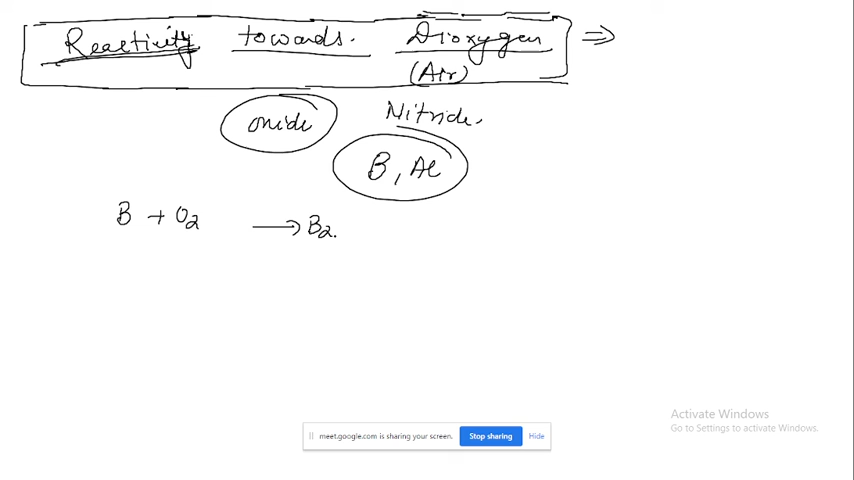 Reactivity towards. Dioxygen ⇒
(Air)
oxide Nitride.
B, Al
B + O2 → B2.
Activate Windows
Go to Settings to activate Windows.
meet.google.com is sharing your screen. Stop sharing Hide